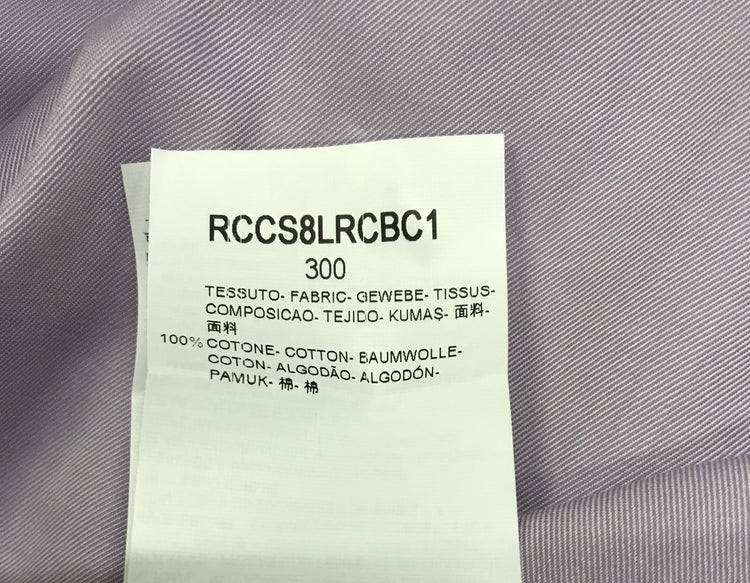 RCCS8LRCBC1
300
TESSUTO- FABRIC- GEWEBE- TISSUS-
COMPOSICAO- TEJIDO- KUMAŞ- 面料-
面料
100% COTONE- COTTON- BAUMWOLLE-
COTON- ALGODÃO- ALGODÓN-
PAMUK- 棉- 棉